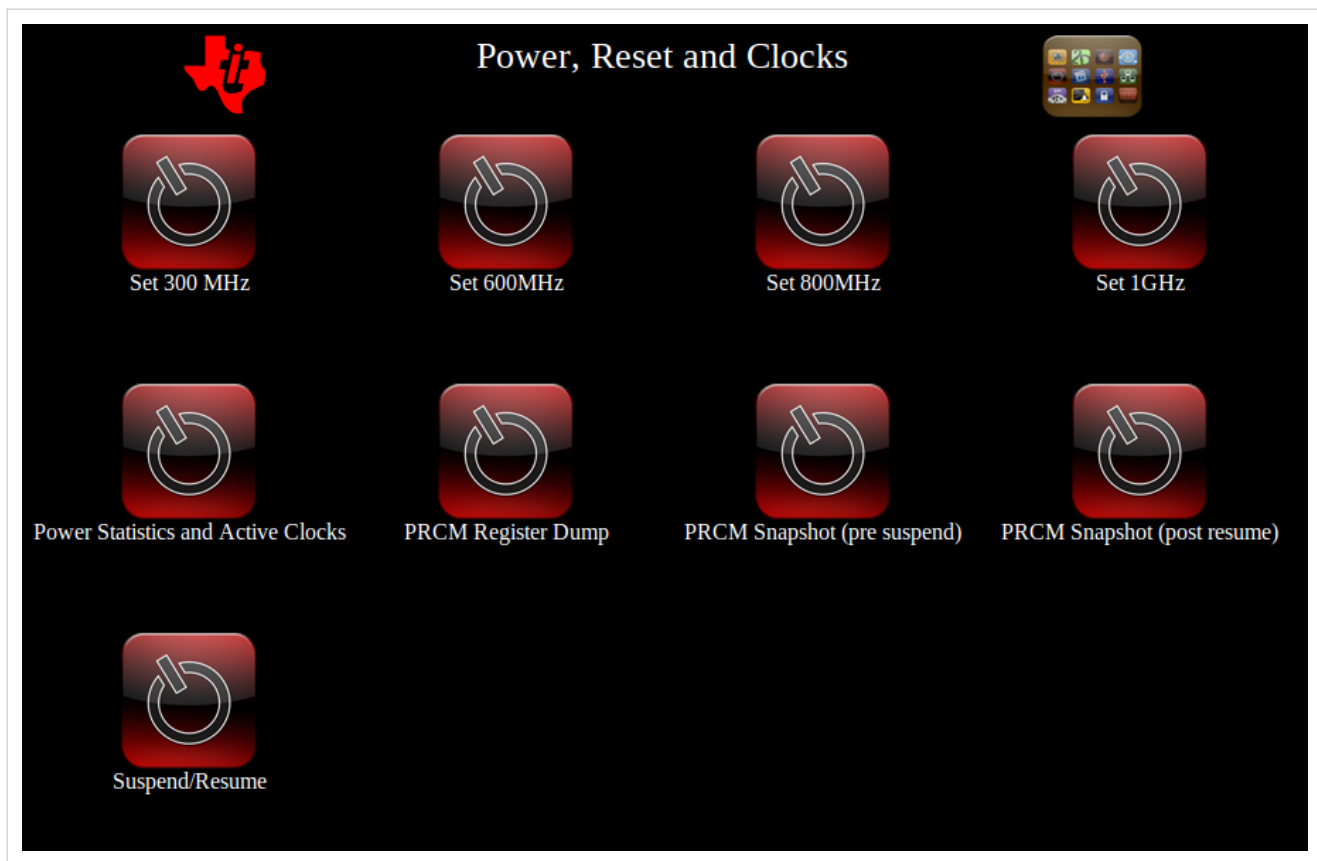 Power, Reset and Clocks
Set 300 MHz
Set 600MHz
Set 800MHz
Set 1GHz
Power Statistics and Active Clocks
PRCM Register Dump
PRCM Snapshot (pre suspend)
PRCM Snapshot (post resume)
Suspend/Resume